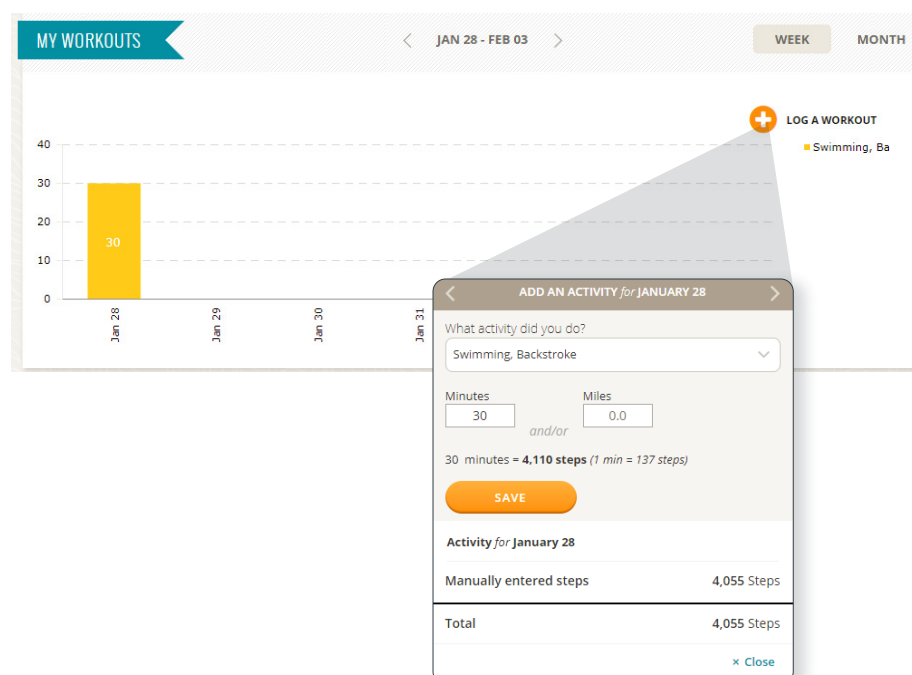 MY WORKOUTS
JAN 28 - FEB 03
WEEK MONTH
LOG A WORKOUT
Swimming, Ba
40
30
20
10
0
30
Jan 28
Jan 29
Jan 30
Jan 31
ADD AN ACTIVITY for JANUARY 28
What activity did you do?
Swimming, Backstroke
Minutes Miles
30 and/or 0.0
30 minutes = 4,110 steps (1 min = 137 steps)
SAVE
Activity for January 28
Manually entered steps 4,055 Steps
Total 4,055 Steps
× Close